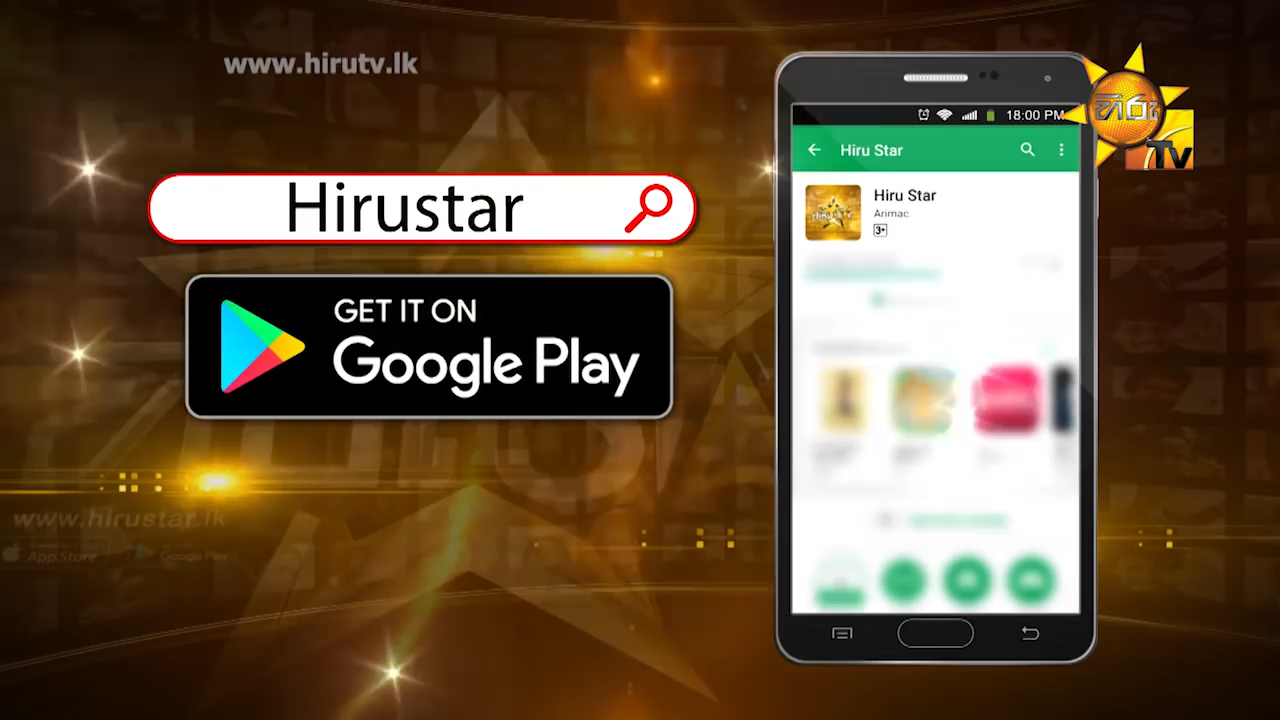 www.hirutv.lk
Hirustar
GET IT ON
Google Play
www.hirustar.lk
App Store
Google Play
18:00 PM
Hiru Star
Hiru Star
Arimac
3+
හිරු
Tv